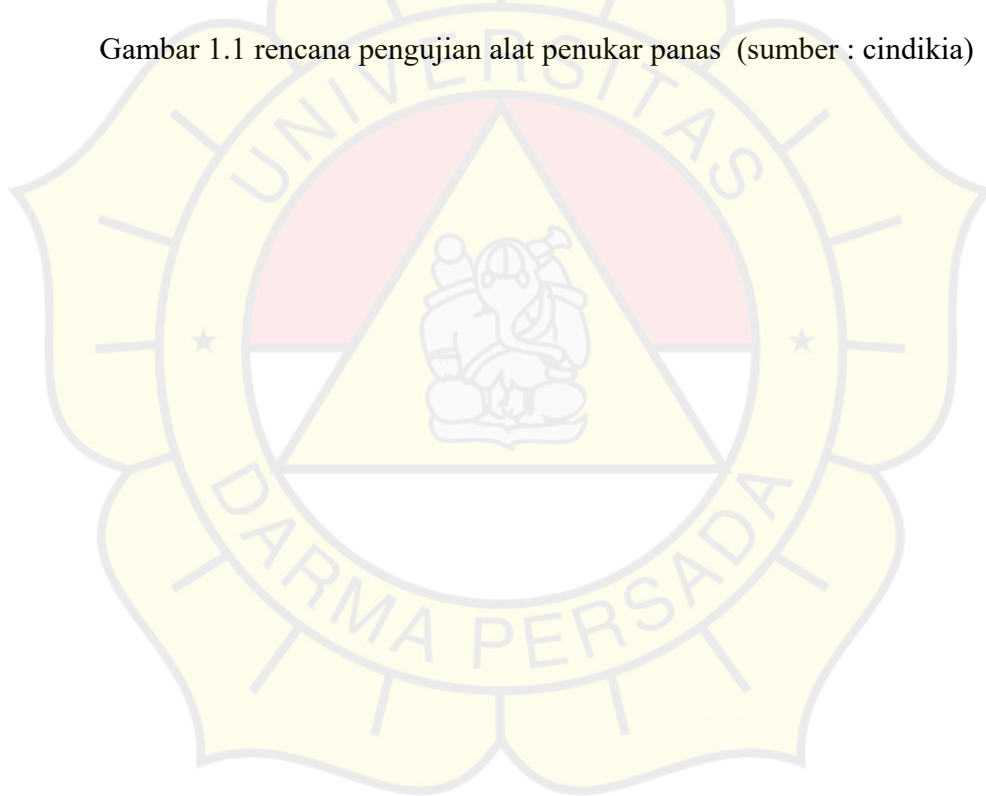 Gambar 1.1 rencana pengujian alat penukar panas (sumber : cindikia)
UNIVERSITAS
DARMA PERSADA